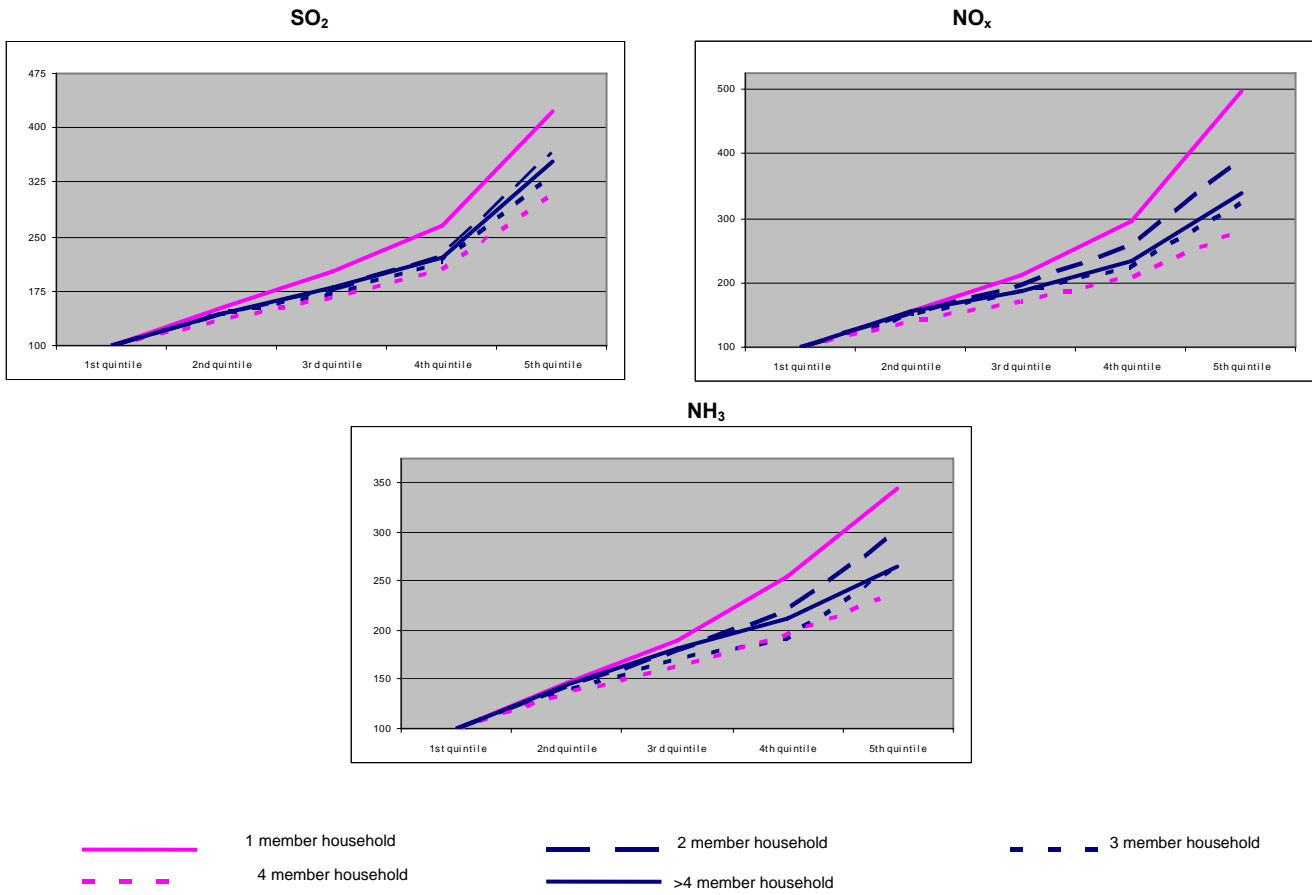 SO₂
475
400
325
250
175
100
1st quintile 2nd quintile 3rd quintile 4th quintile 5th quintile
NOₓ
500
400
300
200
100
1st quintile 2nd quintile 3rd quintile 4th quintile 5th quintile
NH₃
350
300
250
200
150
100
1st quintile 2nd quintile 3rd quintile 4th quintile 5th quintile
1 member household 2 member household 3 member household
4 member household >4 member household